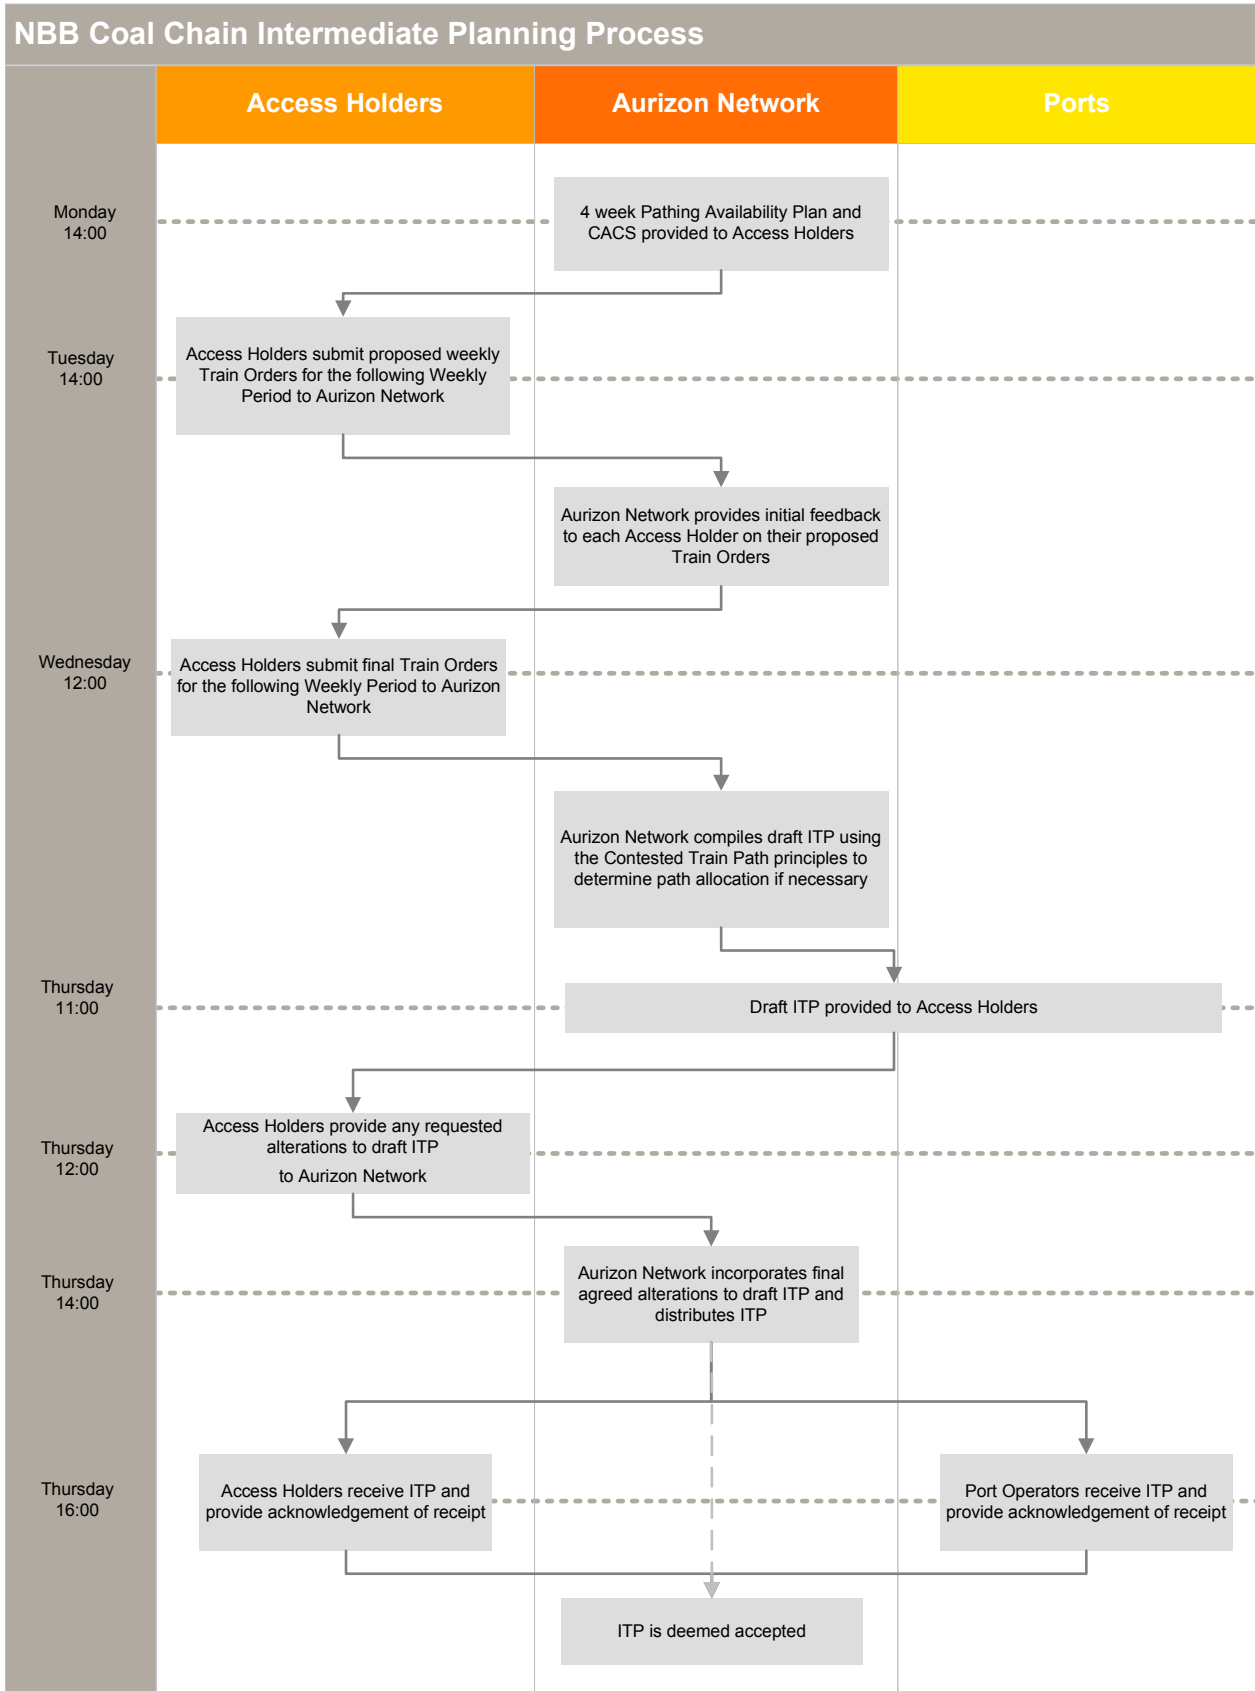 NBB Coal Chain Intermediate Planning Process
Access Holders
Aurizon Network
Ports
Monday
14:00
4 week Pathing Availability Plan and
CACS provided to Access Holders
Tuesday
14:00
Access Holders submit proposed weekly
Train Orders for the following Weekly
Period to Aurizon Network
Aurizon Network provides initial feedback
to each Access Holder on their proposed
Train Orders
Wednesday
12:00
Access Holders submit final Train Orders
for the following Weekly Period to Aurizon
Network
Aurizon Network compiles draft ITP using
the Contested Train Path principles to
determine path allocation if necessary
Thursday
11:00
Draft ITP provided to Access Holders
Thursday
12:00
Access Holders provide any requested
alterations to draft ITP
to Aurizon Network
Thursday
14:00
Aurizon Network incorporates final
agreed alterations to draft ITP and
distributes ITP
Thursday
16:00
Access Holders receive ITP and
provide acknowledgement of receipt
Port Operators receive ITP and
provide acknowledgement of receipt
ITP is deemed accepted